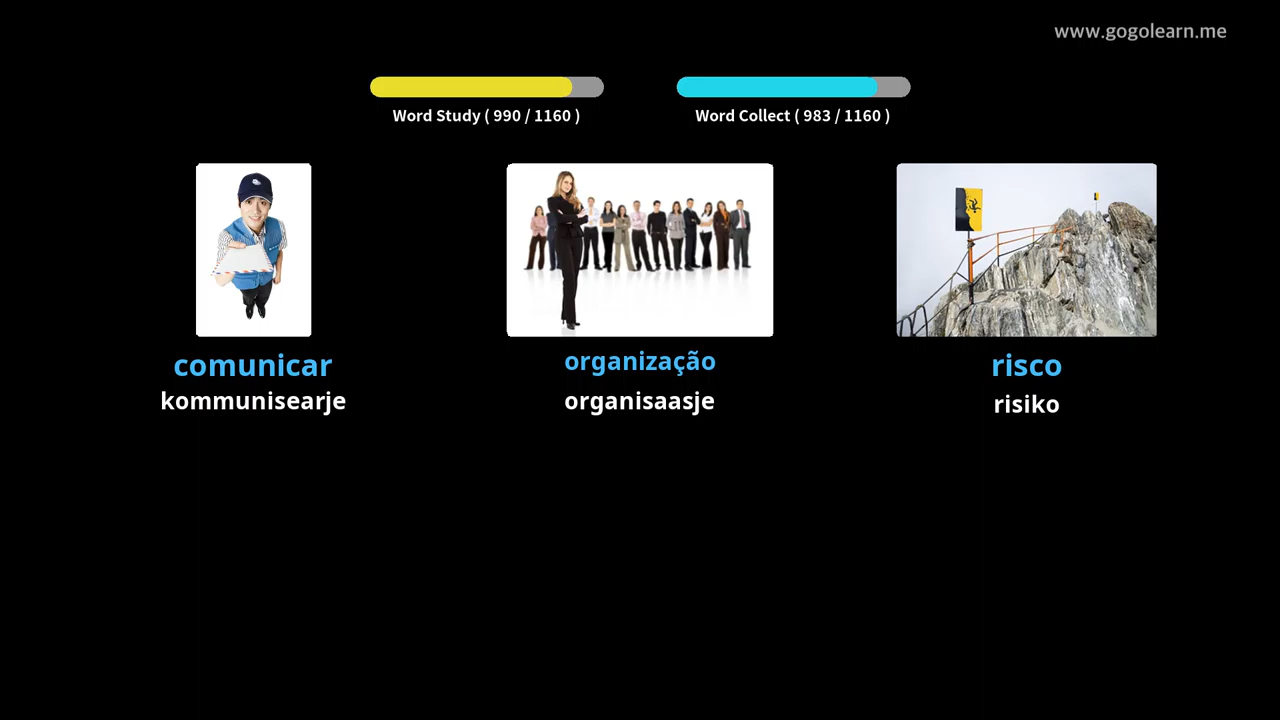 www.gogolearn.me
Word Study ( 990 / 1160 )
Word Collect ( 983 / 1160 )
comunicar
kommunisearje
organização
organisaasje
risco
risiko